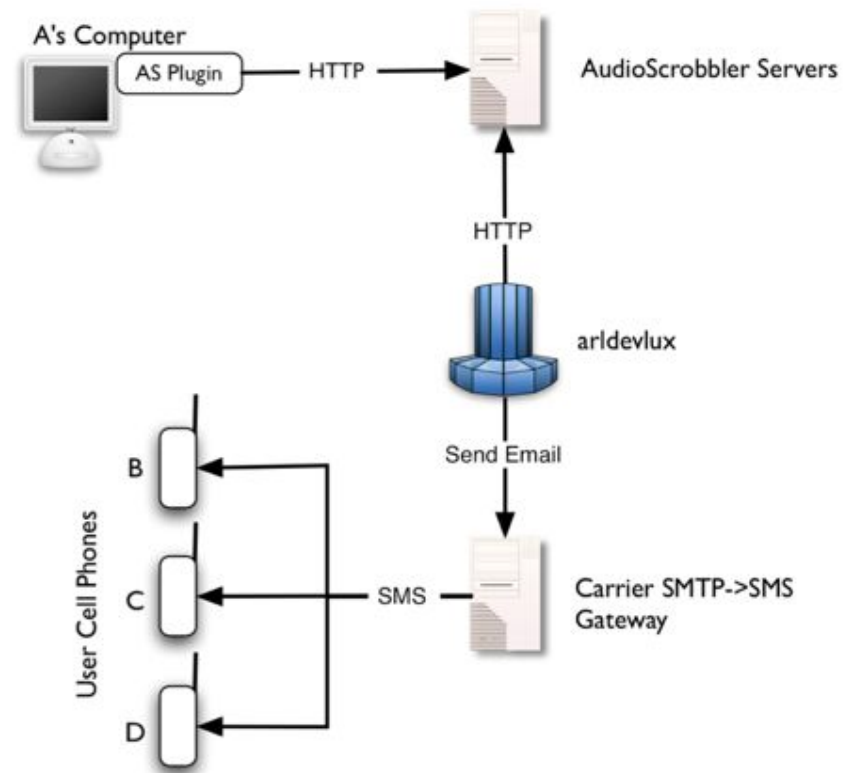 A's Computer
AS Plugin
HTTP
AudioScrobbler Servers
HTTP
arldevlux
Send Email
B
C
D
User Cell Phones
SMS
Carrier SMTP->SMS
Gateway